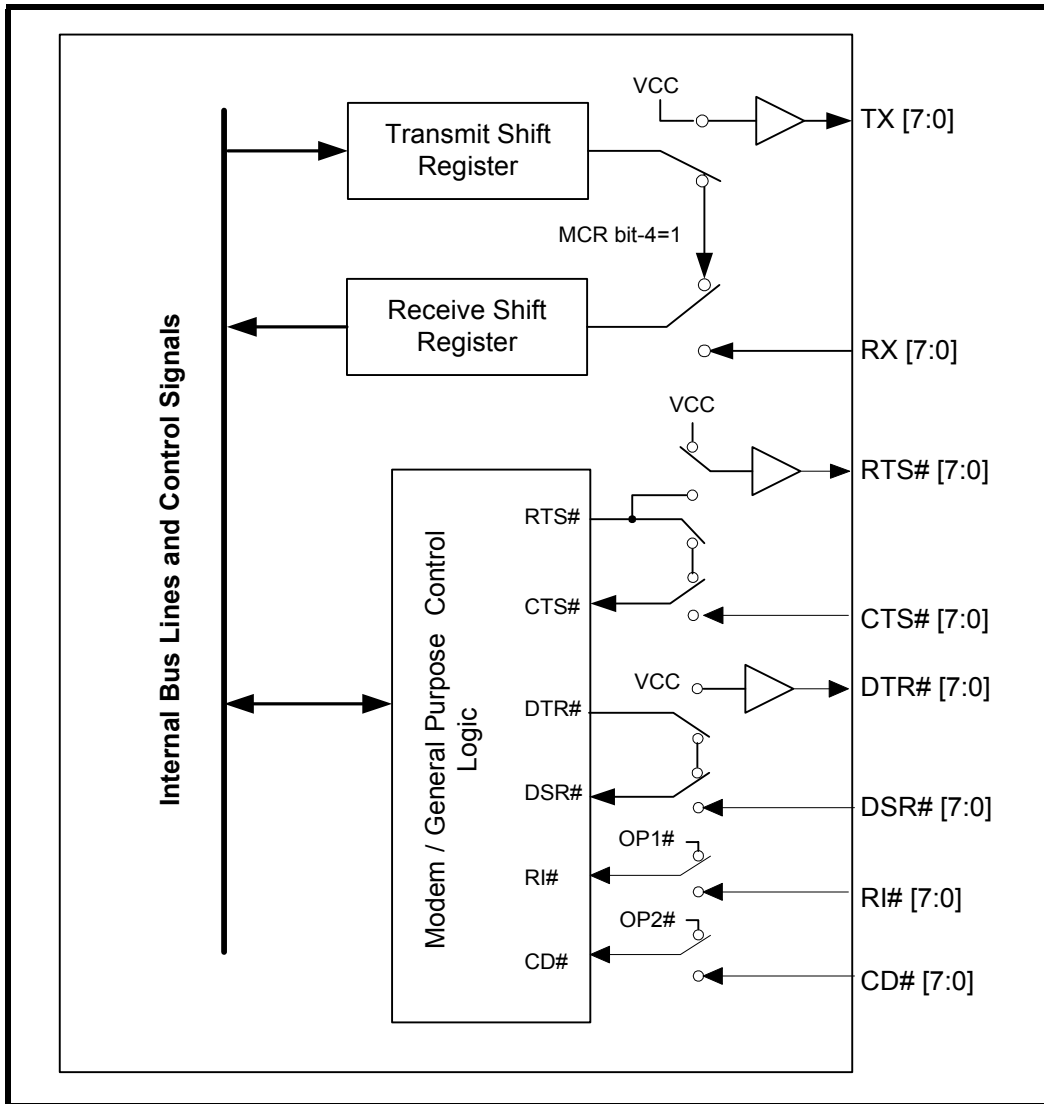 VCC
TX [7:0]
Transmit Shift
Register
MCR bit-4=1
Receive Shift
Register
RX [7:0]
Internal Bus Lines and Control Signals
VCC
RTS# [7:0]
RTS#
CTS#
CTS# [7:0]
Modem / General Purpose Control
Logic
VCC
DTR# [7:0]
DTR#
DSR#
DSR# [7:0]
OP1#
RI#
RI# [7:0]
OP2#
CD#
CD# [7:0]